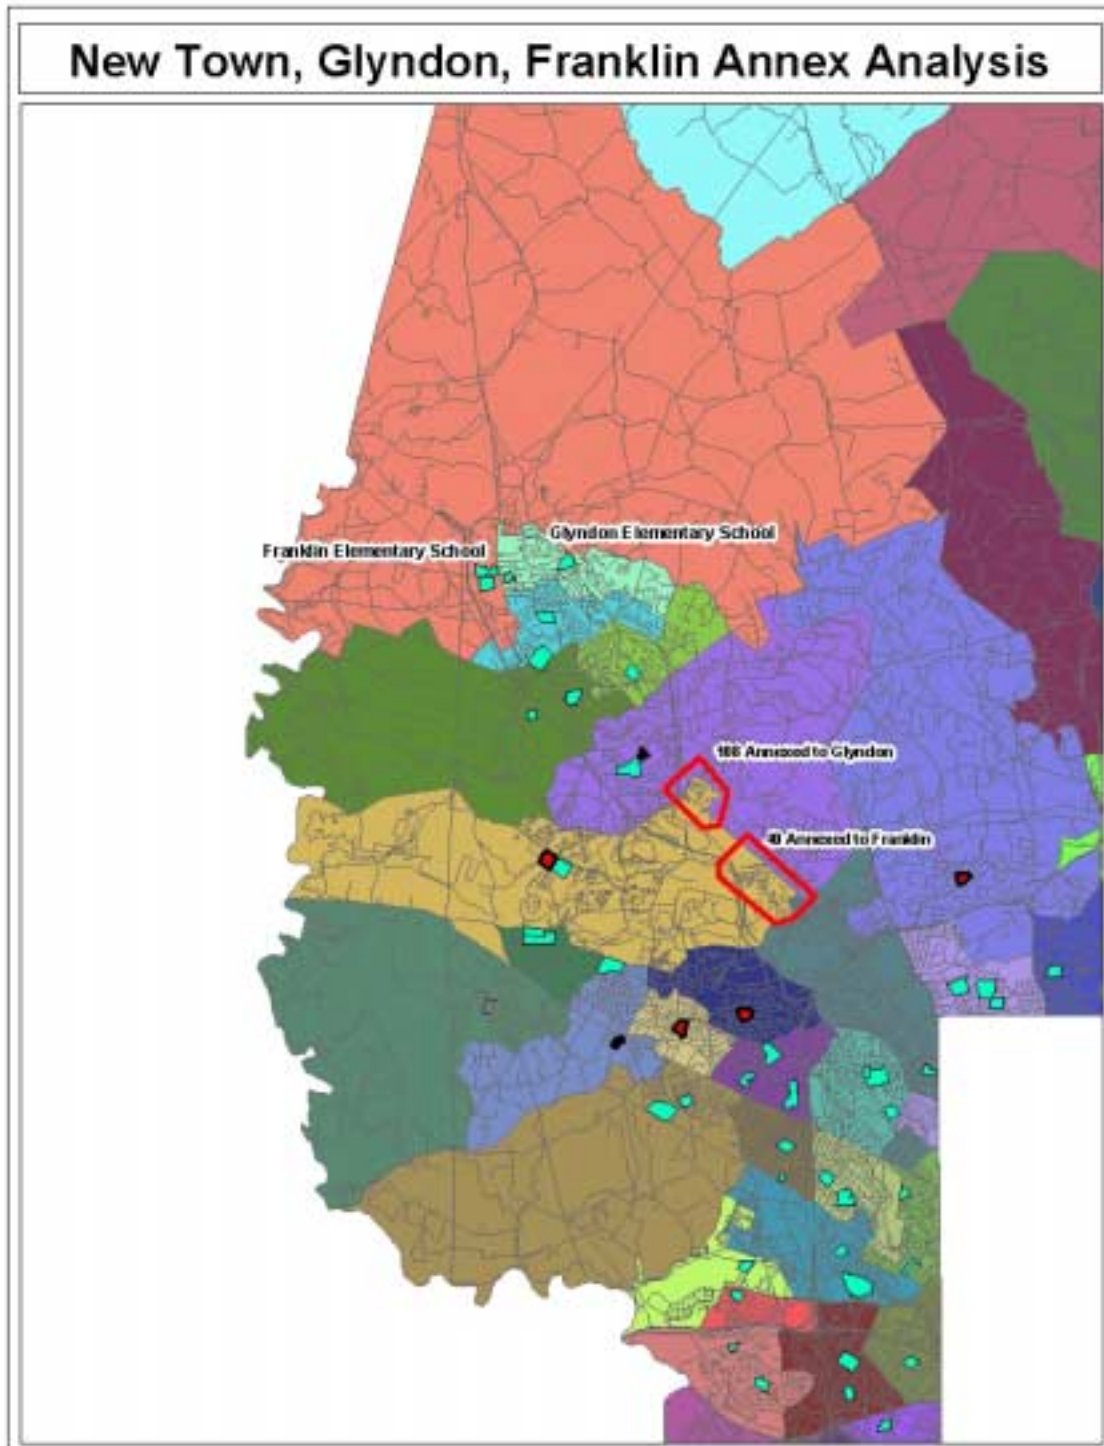 New Town, Glyndon, Franklin Annex Analysis
Glyndon Elementary School
Franklin Elementary School
Annexed to Glyndon
Annexed to Franklin